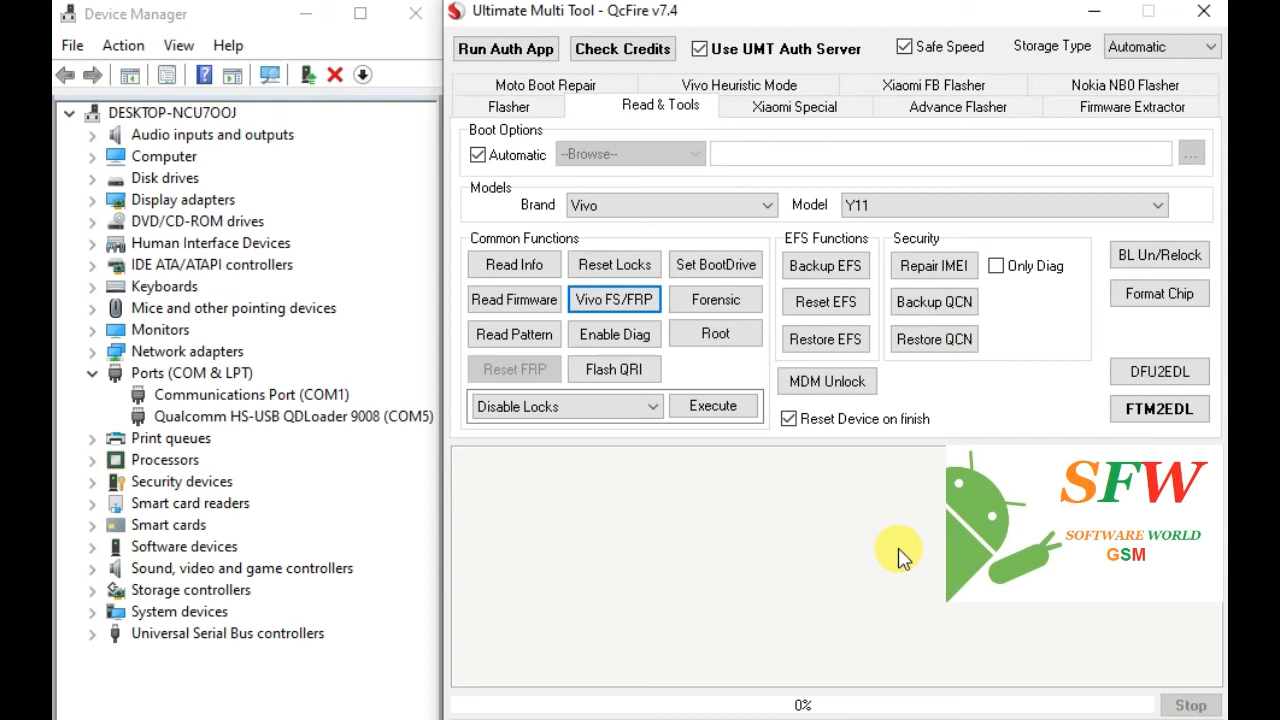 Device Manager
File Action View Help
DESKTOP-NCU7OOJ
Audio inputs and outputs
Computer
Disk drives
Display adapters
DVD/CD-ROM drives
Human Interface Devices
IDE ATA/ATAPI controllers
Keyboards
Mice and other pointing devices
Monitors
Network adapters
Ports (COM & LPT)
Communications Port (COM1)
Qualcomm HS-USB QDLoader 9008 (COM5)
Print queues
Processors
Security devices
Smart card readers
Smart cards
Software devices
Sound, video and game controllers
Storage controllers
System devices
Universal Serial Bus controllers
Ultimate Multi Tool - QcFire v7.4
Run Auth App Check Credits Use UMT Auth Server Safe Speed Storage Type Automatic
Moto Boot Repair Vivo Heuristic Mode Xiaomi FB Flasher Nokia NB0 Flasher
Flasher Read & Tools Xiaomi Special Advance Flasher Firmware Extractor
Boot Options
Automatic --Browse-- ...
Models
Brand Vivo Model Y11
Common Functions EFS Functions Security
Read Info Reset Locks Set BootDrive Backup EFS Repair IMEI Only Diag BL Un/Relock
Read Firmware Vivo FS/FRP Forensic Reset EFS Backup QCN Format Chip
Read Pattern Enable Diag Root Restore EFS Restore QCN
Reset FRP Flash QRI MDM Unlock DFU2EDL
Disable Locks Execute Reset Device on finish FTM2EDL
SFW
SOFTWARE WORLD
GSM
0% Stop